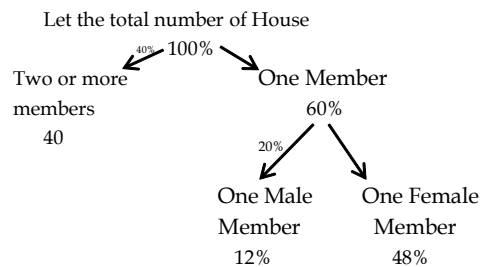 Let the total number of House
40% 100%
Two or more
members
40
One Member
60%
20%
One Male
Member
12%
One Female
Member
48%